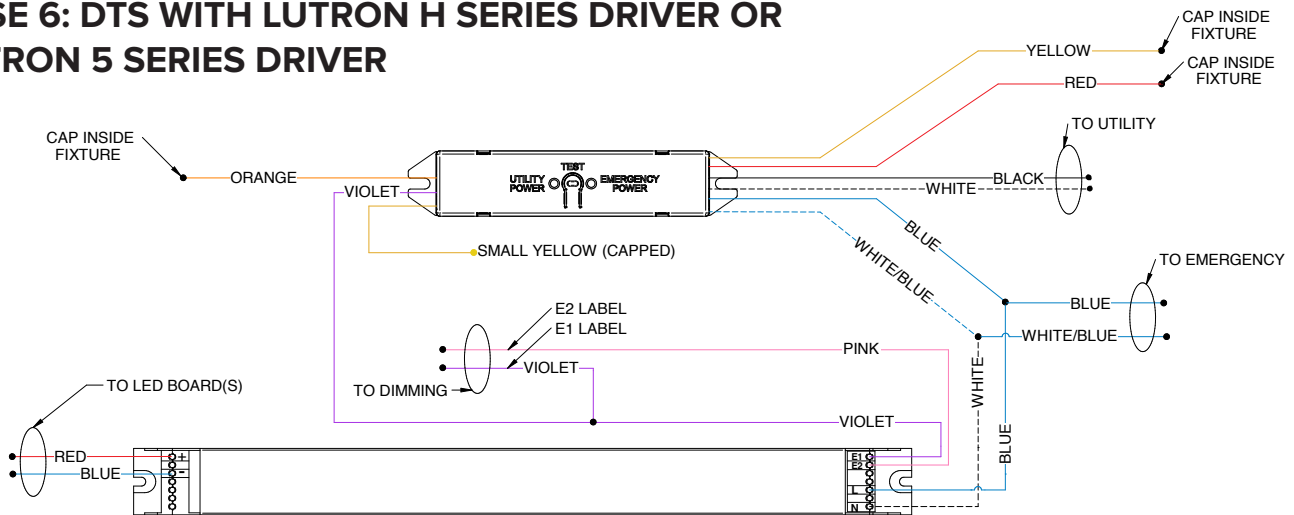 SE 6: DTS WITH LUTRON H SERIES DRIVER OR
TRON 5 SERIES DRIVER
CAP INSIDE
FIXTURE
YELLOW
CAP INSIDE
FIXTURE
RED
TO UTILITY
CAP INSIDE
FIXTURE
ORANGE
VIOLET
TEST
UTILITY
POWER
EMERGENCY
POWER
BLACK
WHITE
SMALL YELLOW (CAPPED)
BLUE
WHITE/BLUE
TO EMERGENCY
BLUE
WHITE/BLUE
E2 LABEL
E1 LABEL
PINK
VIOLET
TO DIMMING
WHITE
BLUE
TO LED BOARD(S)
VIOLET
RED
BLUE
+
-
E1
E2
L
N